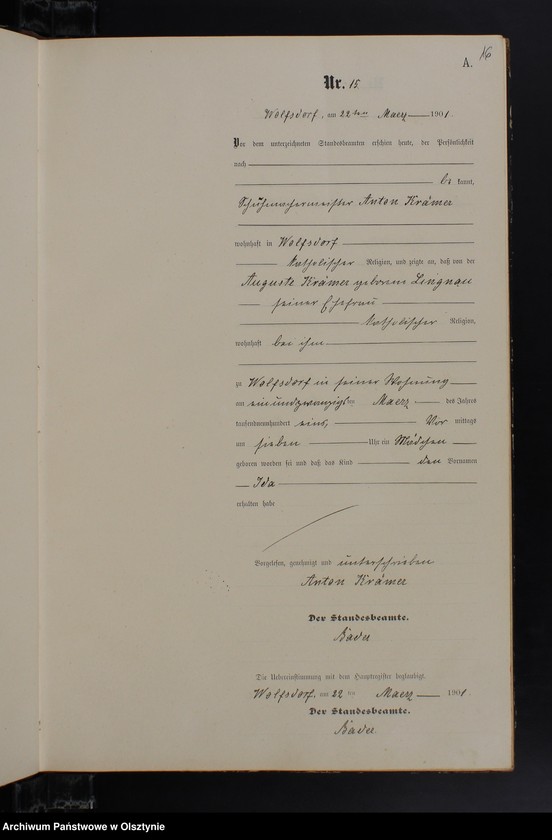 A. 16
Nr. 15.
Wolfsdorf, am 22ten Maerz 1901.
Vor dem unterzeichneten Standesbeamten erschien heute, der Persönlichkeit
nach
be kannt,
Schuhmachermeister Anton Krämer
wohnhaft in Wolfsdorf
katholischer Religion, und zeigte an, daß von der
Auguste Krämer geborene Lingnau
seiner Ehefrau
katholischer Religion,
wohnhaft bei ihm
zu Wolfsdorf in seiner Wohnung
am einundzwanzigsten Maerz des Jahres
tausendneunhundert eins, Vor mittags
um sieben Uhr ein Mädchen
geboren worden sei und daß das Kind den Vornamen
Ida
erhalten habe
Vorgelesen, genehmigt und unterschrieben
Anton Krämer
Der Standesbeamte.
Bader
Die Uebereinstimmung mit dem Hauptregister beglaubigt.
Wolfsdorf, am 22ten Maerz 1901.
Der Standesbeamte.
Bader
Archiwum Państwowe w Olsztynie